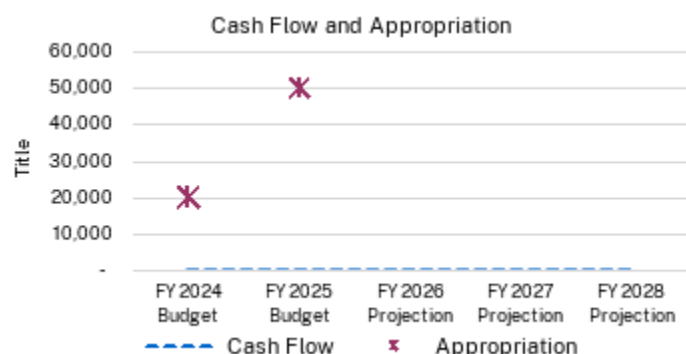 Cash Flow and Appropriation
60,000
50,000
40,000
30,000
20,000
10,000
-
Title
FY 2024 FY 2025 FY 2026 FY 2027 FY 2028
Budget Budget Projection Projection Projection
Cash Flow Appropriation